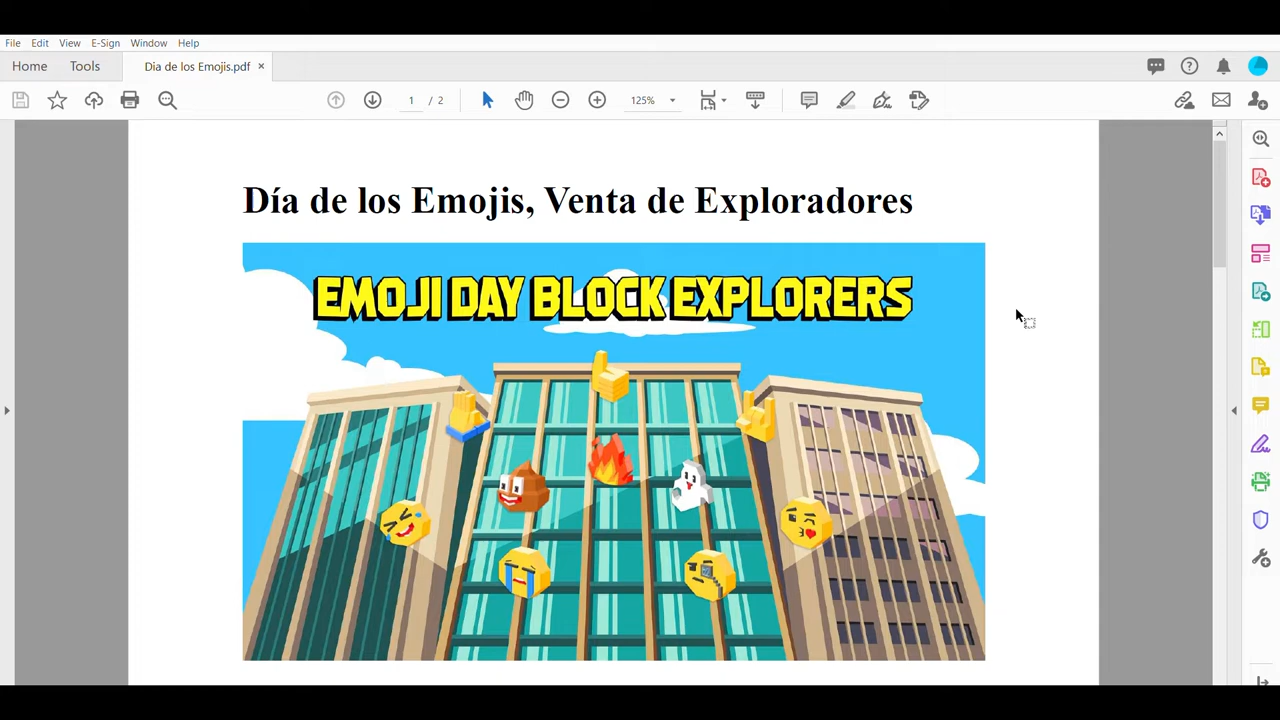 File Edit View E-Sign Window Help
Home Tools Dia de los Emojis.pdf ×
1 / 2 125%
Día de los Emojis, Venta de Exploradores
EMOJI DAY BLOCK EXPLORERS